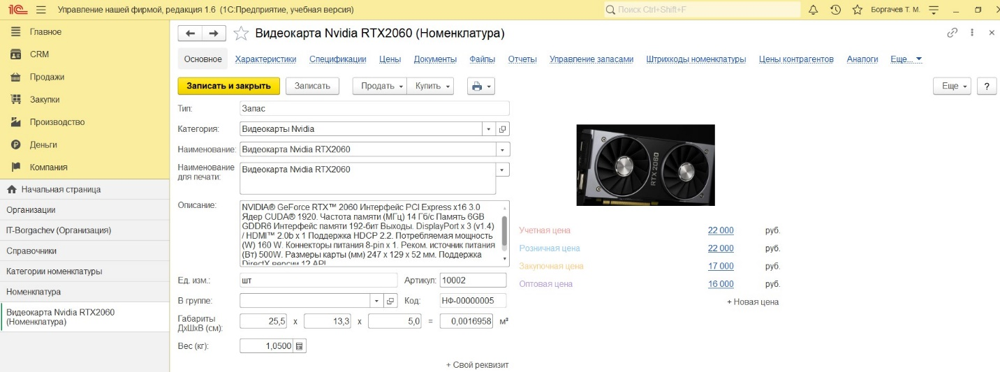 1С Управление нашей фирмой, редакция 1.6 (1С:Предприятие, учебная версия)
Поиск Ctrl+Shift+F
Боргачев Т. М.
Главное
CRM
Продажи
Закупки
Производство
Деньги
Компания
Начальная страница
Организации
IT-Borgachev (Организация)
Справочники
Категории номенклатуры
Номенклатура
Видеокарта Nvidia RTX2060
(Номенклатура)
Видеокарта Nvidia RTX2060 (Номенклатура)
Основное Характеристики Спецификации Цены Документы Файлы Отчеты Управление запасами Штрихкоды номенклатуры Цены контрагентов Аналоги Еще...
Записать и закрыть Записать Продать Купить Еще ?
Тип: Запас
Категория: Видеокарты Nvidia
Наименование: Видеокарта Nvidia RTX2060
Наименование
для печати: Видеокарта Nvidia RTX2060
Описание: NVIDIA® GeForce RTX™ 2060 Интерфейс PCI Express x16 3.0
Ядер CUDA® 1920. Частота памяти (МГц) 14 Гб/с Память 6GB
GDDR6 Интерфейс памяти 192-бит Выходы. DisplayPort x 3 (v1.4)
/ HDMI™ 2.0b x 1 Поддержка HDCP 2.2. Потребляемая мощность
(W) 160 W. Коннекторы питания 8-pin x 1. Реком. источник питания
(Вт) 500W. Размеры карты (мм) 247 x 129 x 52 мм. Поддержка
DirectX версии 12 API
Ед. изм.: шт Артикул: 10002
В группе: Код: НФ-00000005
Габариты
ДхШхВ (см): 25,5 x 13,3 x 5,0 = 0,0016958 м³
Вес (кг): 1,0500
+ Свой реквизит
RTX 2060
Учетная цена 22 000 руб.
Розничная цена 22 000 руб.
Закупочная цена 17 000 руб.
Оптовая цена 16 000 руб.
+ Новая цена